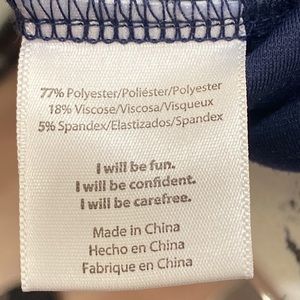 77% Polyester/Poliéster/Polyester
18% Viscose/Viscosa/Visqueux
5% Spandex/Elastizados/Spandex
I will be fun.
I will be confident.
I will be carefree.
Made in China
Hecho en China
Fabrique en China